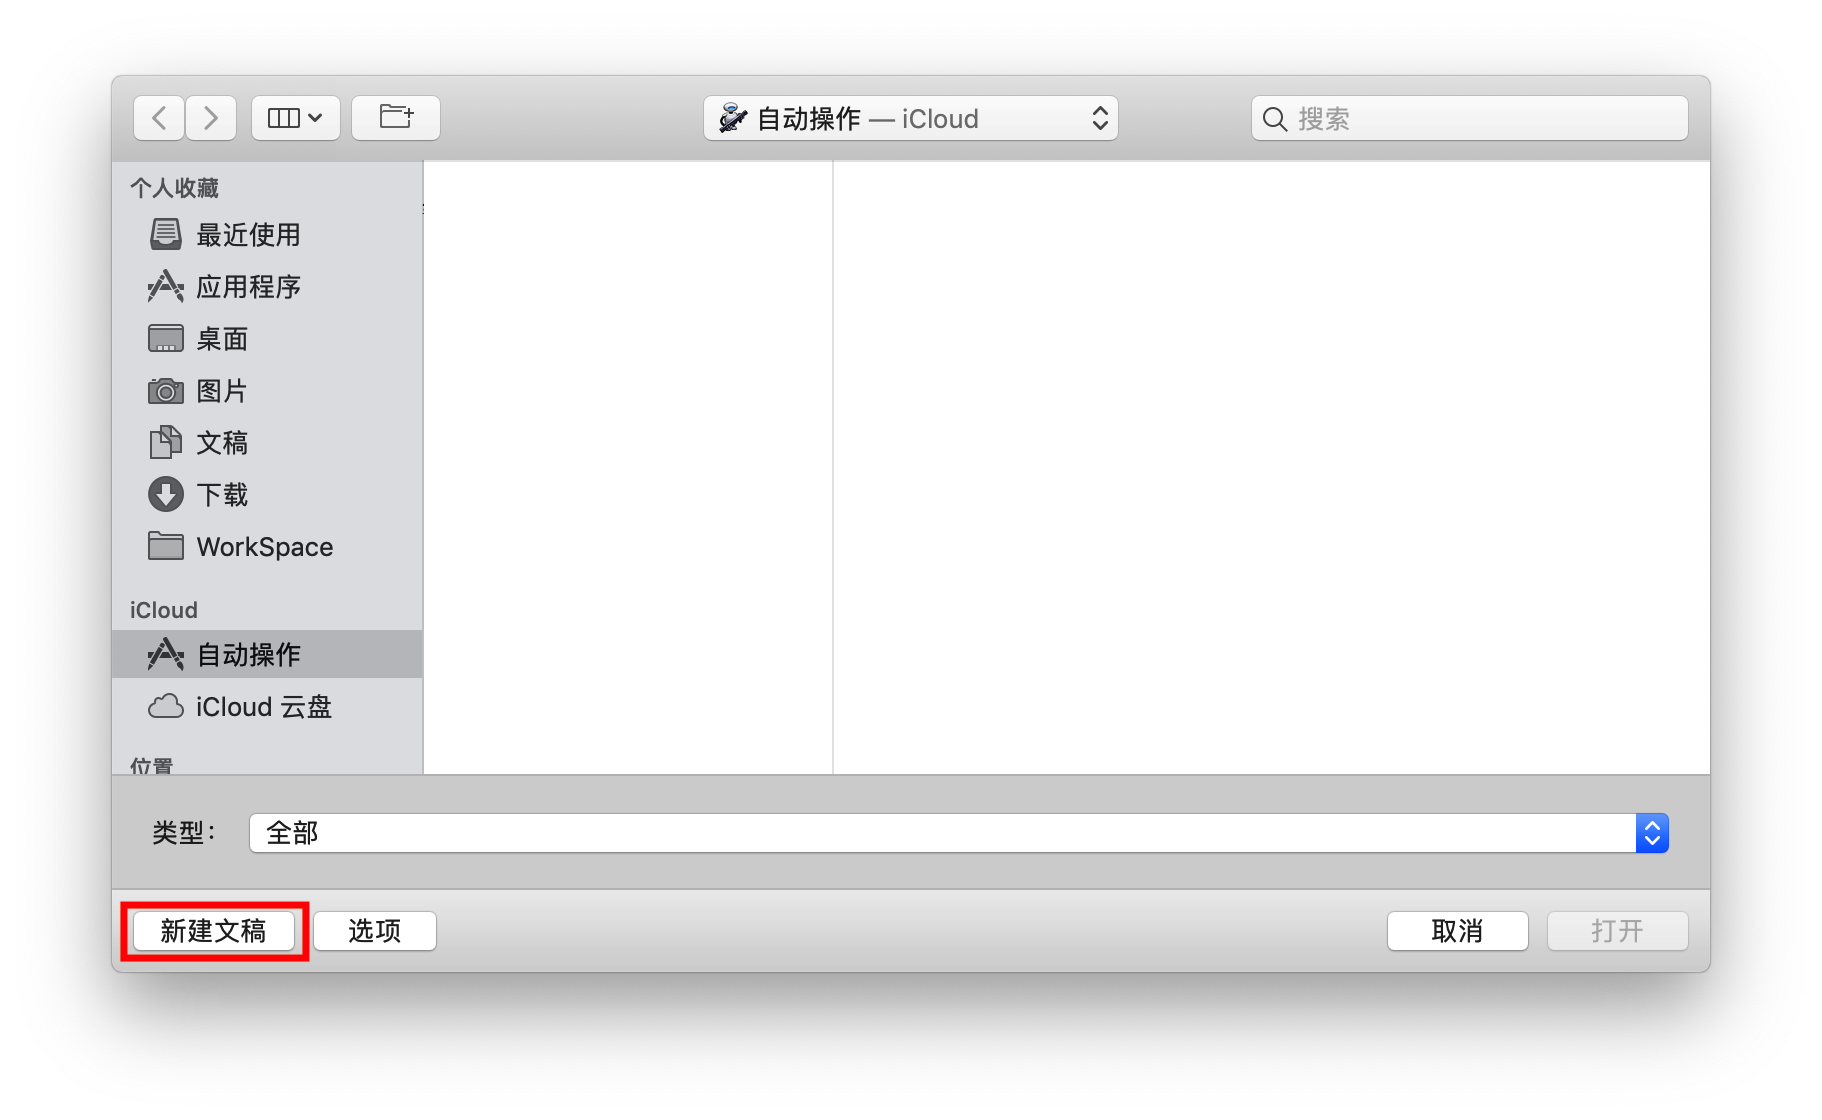 自动操作 — iCloud
搜索
个人收藏
最近使用
应用程序
桌面
图片
文稿
下载
WorkSpace
iCloud
自动操作
iCloud 云盘
位置
类型：
全部
新建文稿
选项
取消
打开